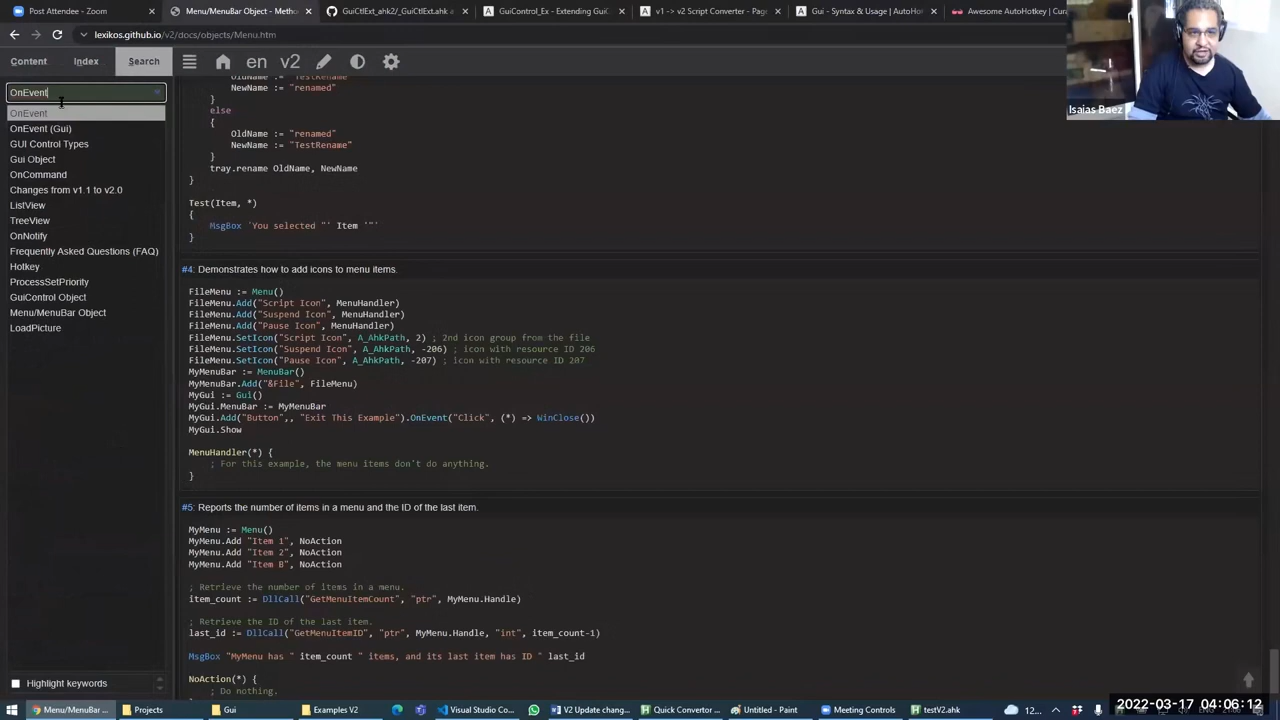 Post Attendee - Zoom
Menu/MenuBar Object - Metho
GuiCtlExt_ahk2/_GuiCtlExt.ahk a
GuiControl_Ex - Extending GuiC
v1 -> v2 Script Converter - Page
Gui - Syntax & Usage | AutoHo
Awesome AutoHotkey | Cur
lexikos.github.io/v2/docs/objects/Menu.htm
Isaias Baez
Content
Index
Search
en
v2
OnEvent
OnEvent
OnEvent (Gui)
GUI Control Types
Gui Object
OnCommand
Changes from v1.1 to v2.0
ListView
TreeView
OnNotify
Frequently Asked Questions (FAQ)
Hotkey
ProcessSetPriority
GuiControl Object
Menu/MenuBar Object
LoadPicture
Highlight keywords
OldName := "TestRename"
NewName := "renamed"
}
else
{
OldName := "renamed"
NewName := "TestRename"
}
tray.rename OldName, NewName
}
Test(Item, *)
{
MsgBox 'You selected "' Item '"'
}
#4: Demonstrates how to add icons to menu items.
FileMenu := Menu()
FileMenu.Add("Script Icon", MenuHandler)
FileMenu.Add("Suspend Icon", MenuHandler)
FileMenu.Add("Pause Icon", MenuHandler)
FileMenu.SetIcon("Script Icon", A_AhkPath, 2) ; 2nd icon group from the file
FileMenu.SetIcon("Suspend Icon", A_AhkPath, -206) ; icon with resource ID 206
FileMenu.SetIcon("Pause Icon", A_AhkPath, -207) ; icon with resource ID 207
MyMenuBar := MenuBar()
MyMenuBar.Add("&File", FileMenu)
MyGui := Gui()
MyGui.MenuBar := MyMenuBar
MyGui.Add("Button",, "Exit This Example").OnEvent("Click", (*) => WinClose())
MyGui.Show
MenuHandler(*) {
; For this example, the menu items don't do anything.
}
#5: Reports the number of items in a menu and the ID of the last item.
MyMenu := Menu()
MyMenu.Add "Item 1", NoAction
MyMenu.Add "Item 2", NoAction
MyMenu.Add "Item B", NoAction
; Retrieve the number of items in a menu.
item_count := DllCall("GetMenuItemCount", "ptr", MyMenu.Handle)
; Retrieve the ID of the last item.
last_id := DllCall("GetMenuItemID", "ptr", MyMenu.Handle, "int", item_count-1)
MsgBox "MyMenu has " item_count " items, and its last item has ID " last_id
NoAction(*) {
; Do nothing.
Menu/MenuBar ...
Projects
Gui
Examples V2
Visual Studio Co...
V2 Update chang...
Quick Convertor ...
Untitled - Paint
Meeting Controls
testV2.ahk
12...
2022-03-17 04:06:12